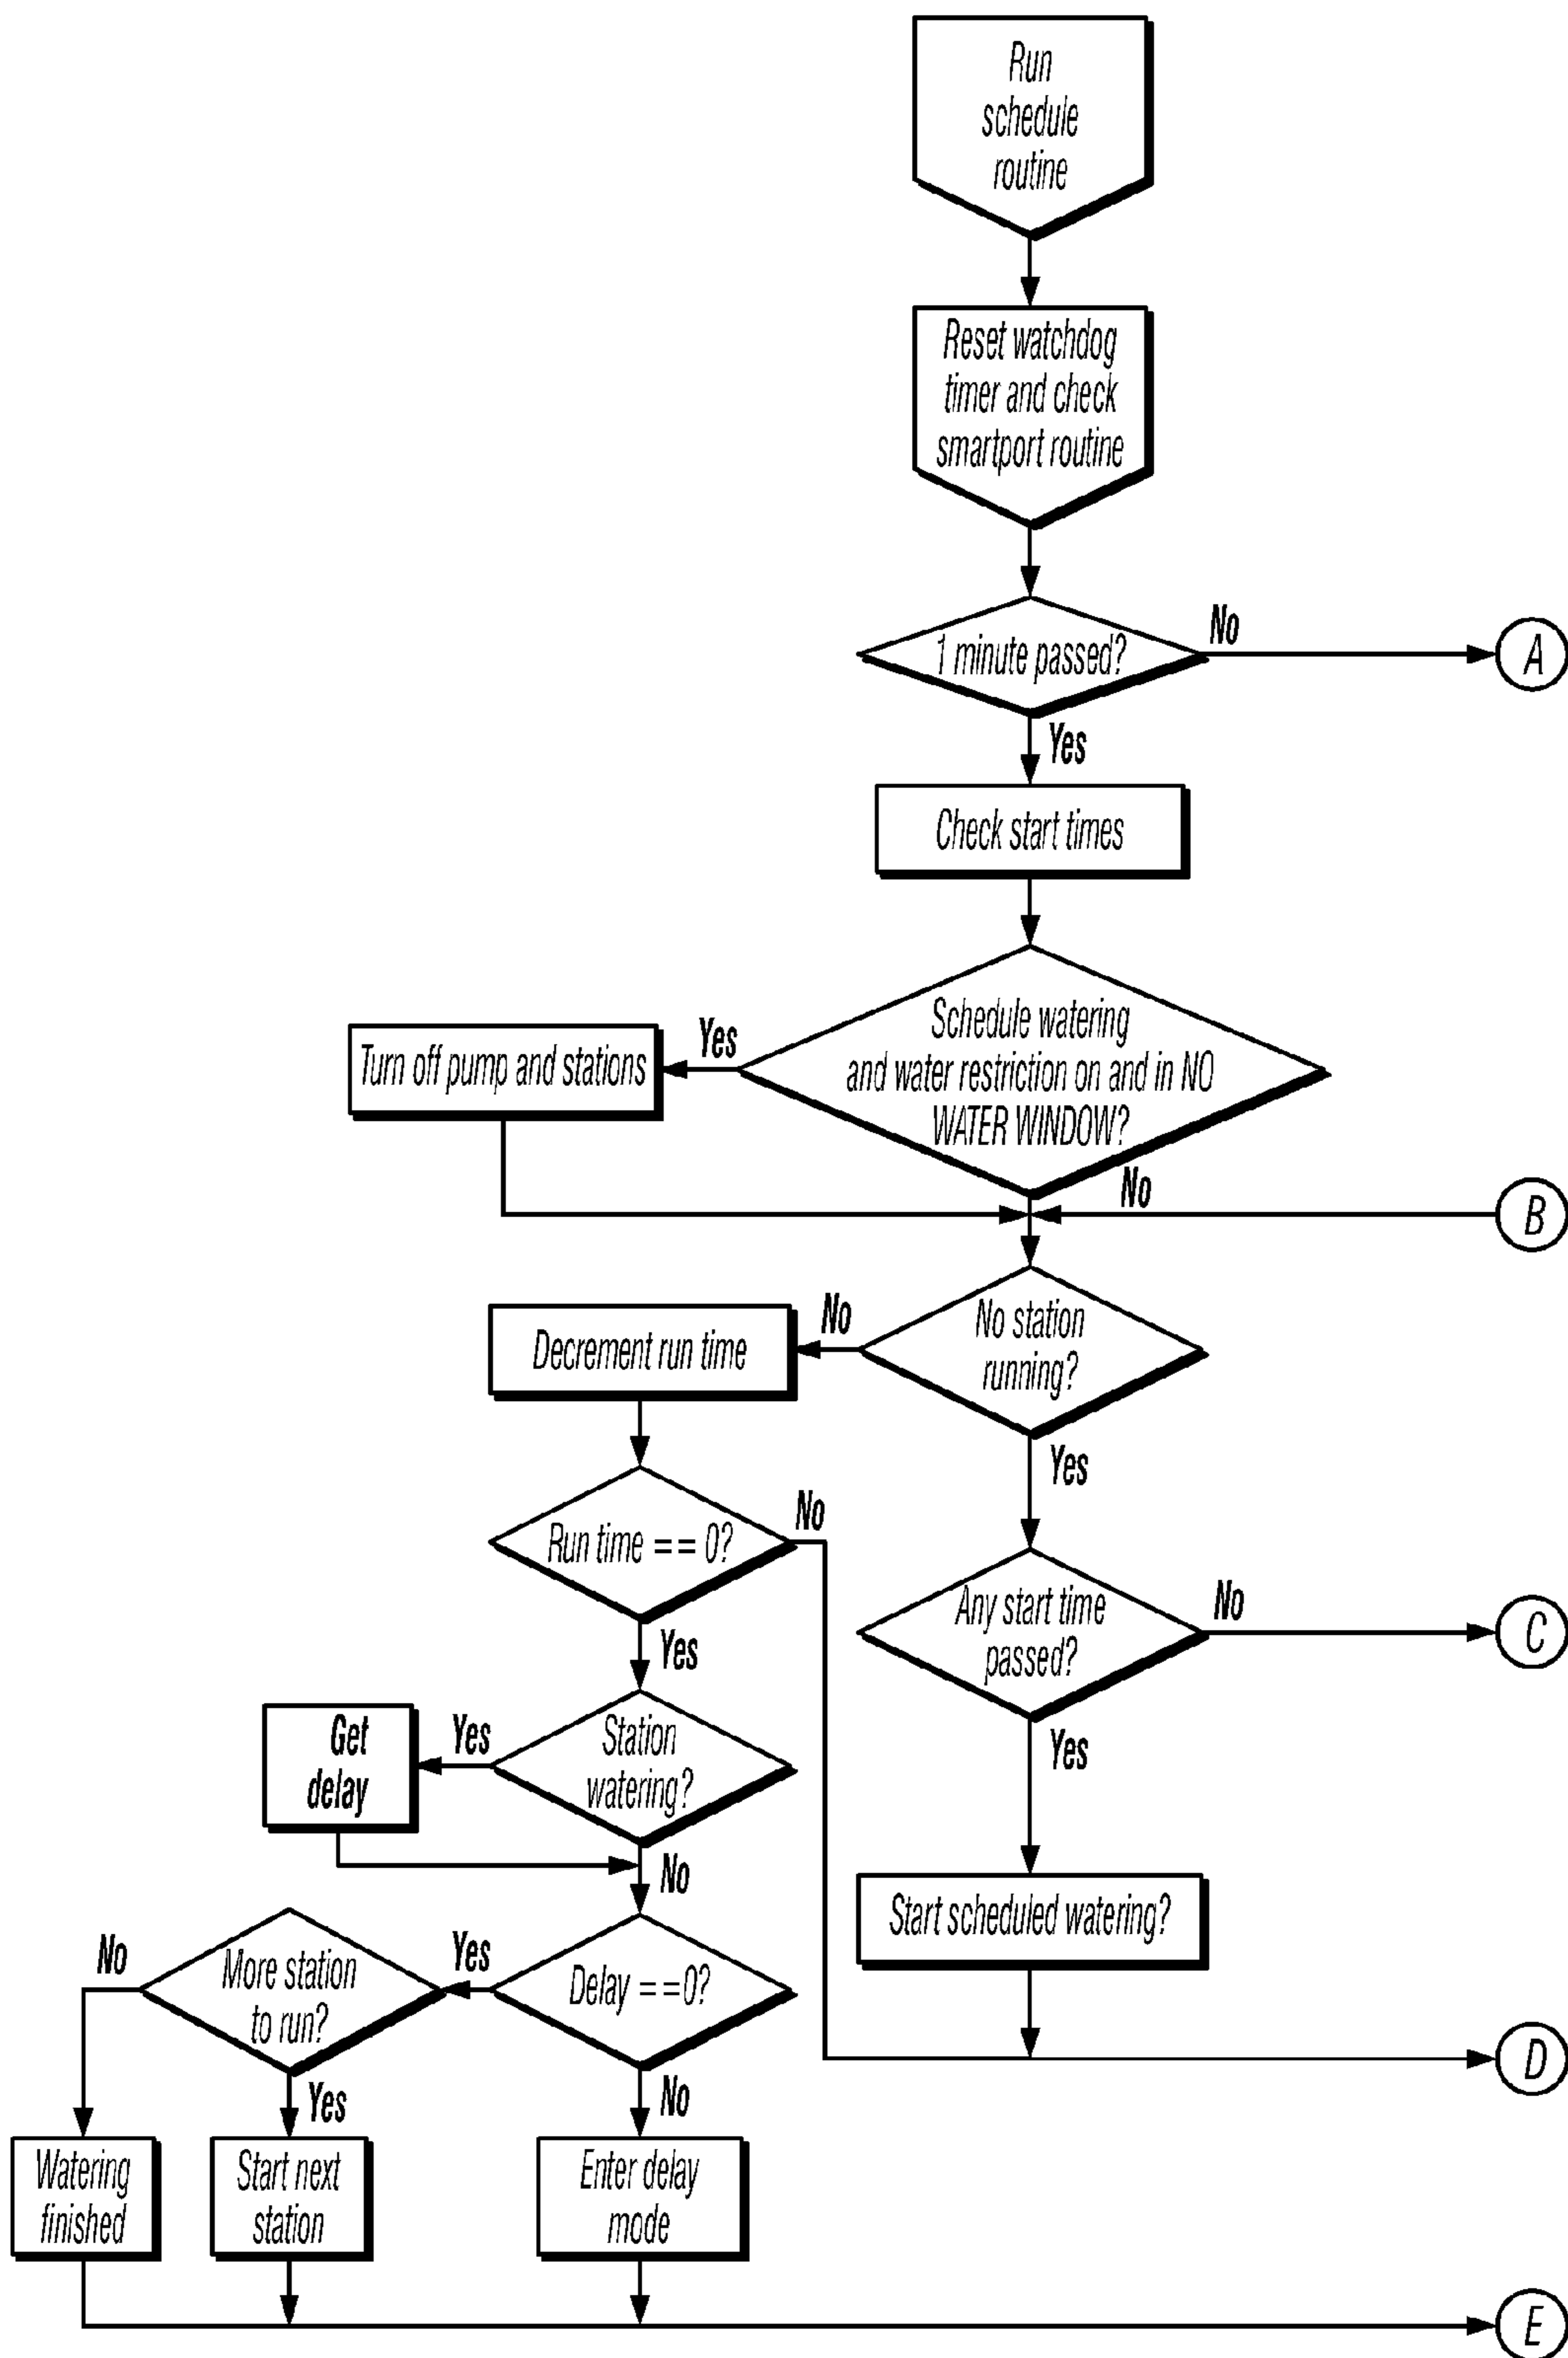 Run
schedule
routine
Reset watchdog
timer and check
smartport routine
1 minute passed?
No
A
Yes
Check start times
Schedule watering
and water restriction on and in NO
WATER WINDOW?
Yes
Turn off pump and stations
No
B
No station
running?
No
Decrement run time
Yes
Run time == 0?
No
Any start time
passed?
No
C
Yes
Station
watering?
Yes
Get
delay
Yes
No
Start scheduled watering?
Delay ==0?
Yes
More station
to run?
No
D
Yes
No
Watering
finished
Start next
station
Enter delay
mode
E